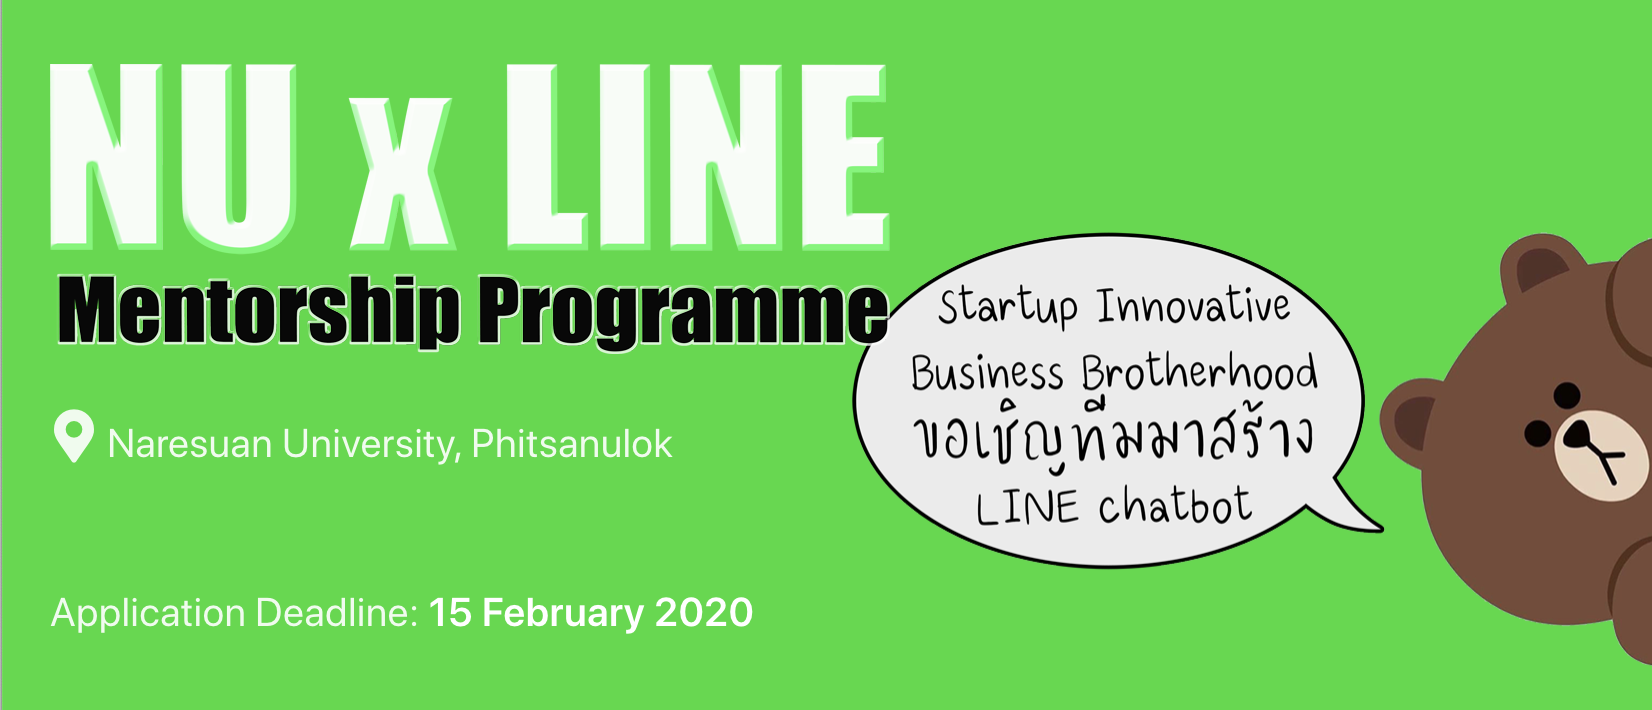 NU x LINE
Mentorship Programme
Naresuan University, Phitsanulok
Application Deadline: 15 February 2020
Startup Innovative
Business Brotherhood
ขอเชิญทีมมาสร้าง
LINE chatbot